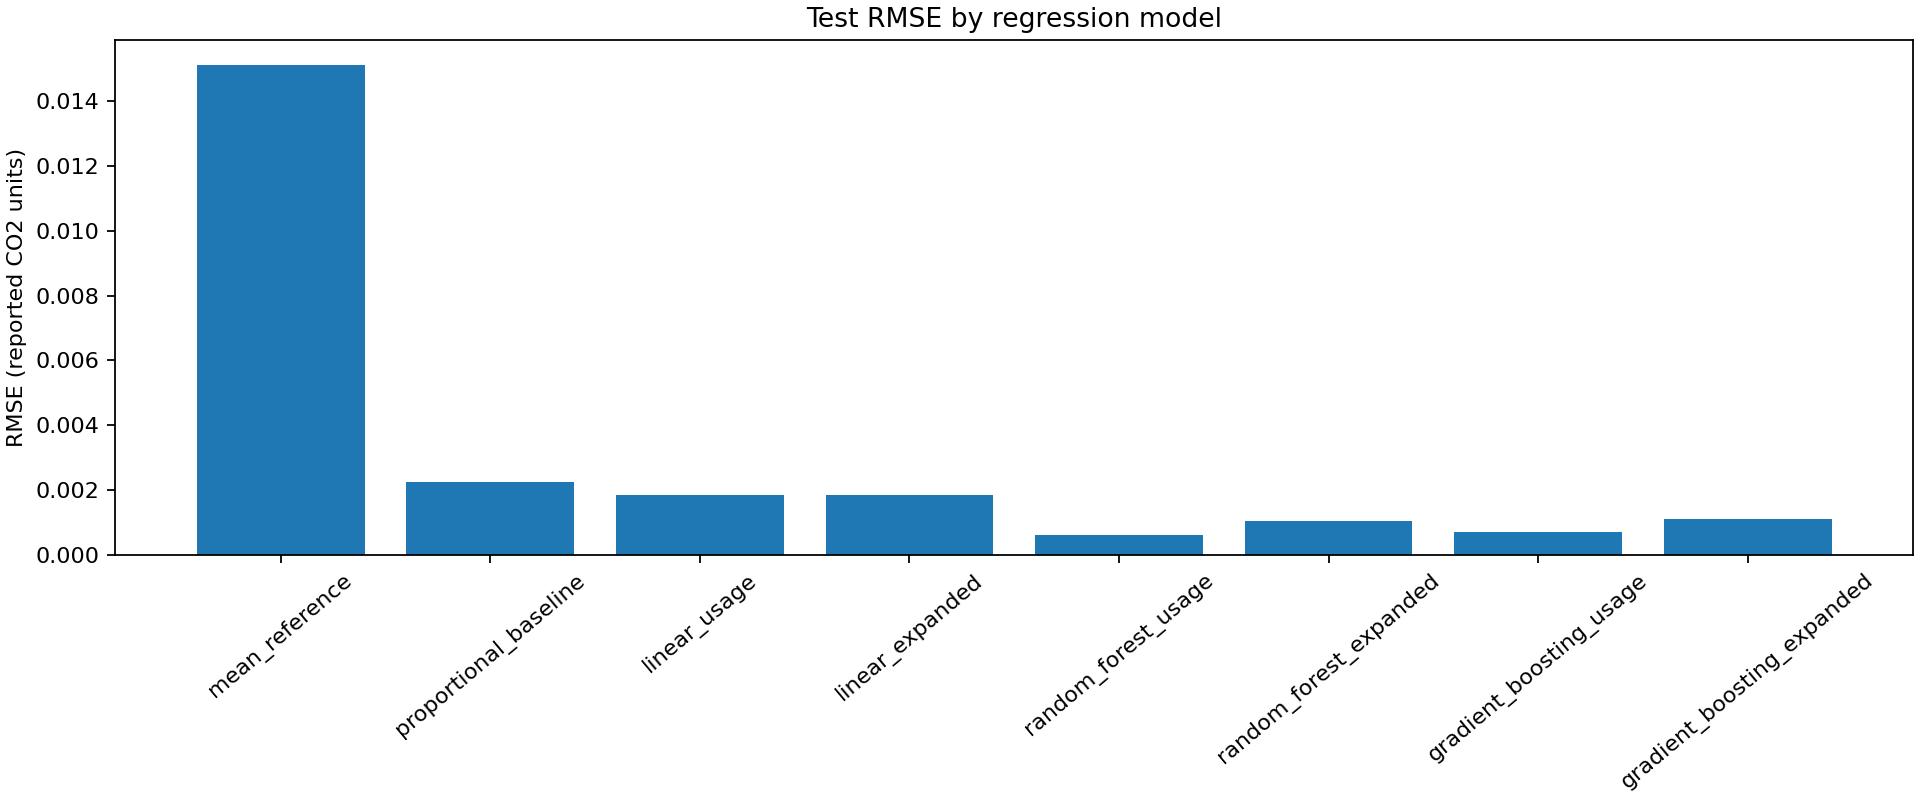 Test RMSE by regression model
RMSE (reported CO2 units)
0.014
0.012
0.010
0.008
0.006
0.004
0.002
0.000
mean_reference
proportional_baseline
linear_usage
linear_expanded
random_forest_usage
random_forest_expanded
gradient_boosting_usage
gradient_boosting_expanded